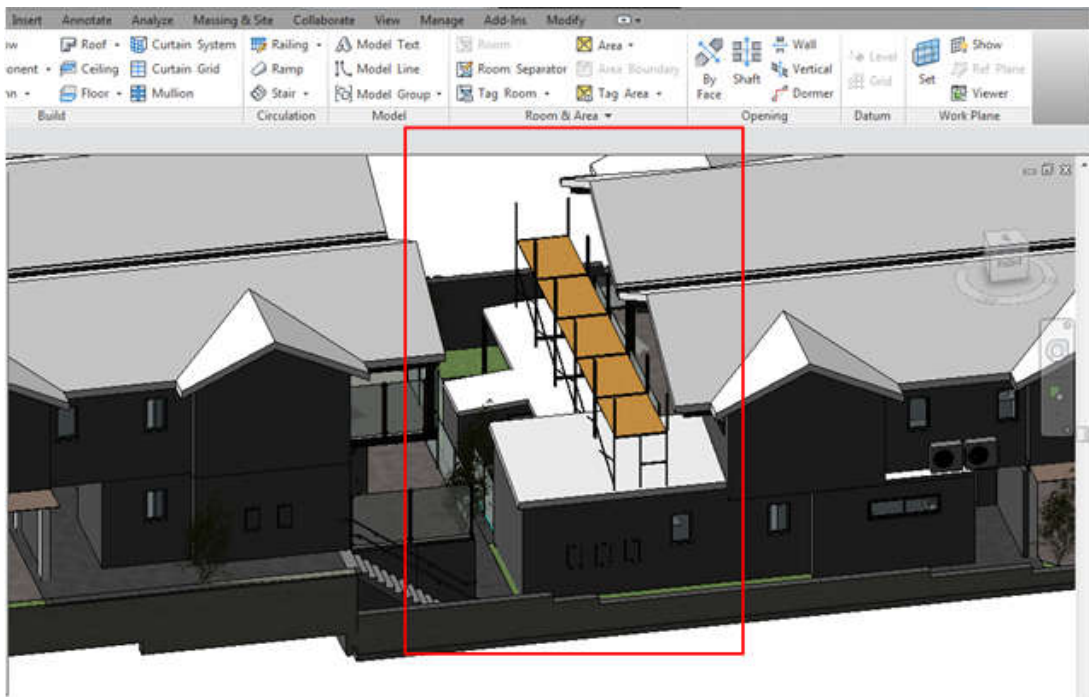 Insert Annotate Analyze Massing & Site Collaborate View Manage Add-Ins Modify
Roof Curtain System Railing Model Text Room Area Wall Level Show
Ceiling Curtain Grid Ramp Model Line Room Separator Area Boundary By Face Shaft Vertical Grid Set Ref Plane
Floor Mullion Stair Model Group Tag Room Tag Area Dormer Viewer
Build Circulation Model Room & Area Opening Datum Work Plane